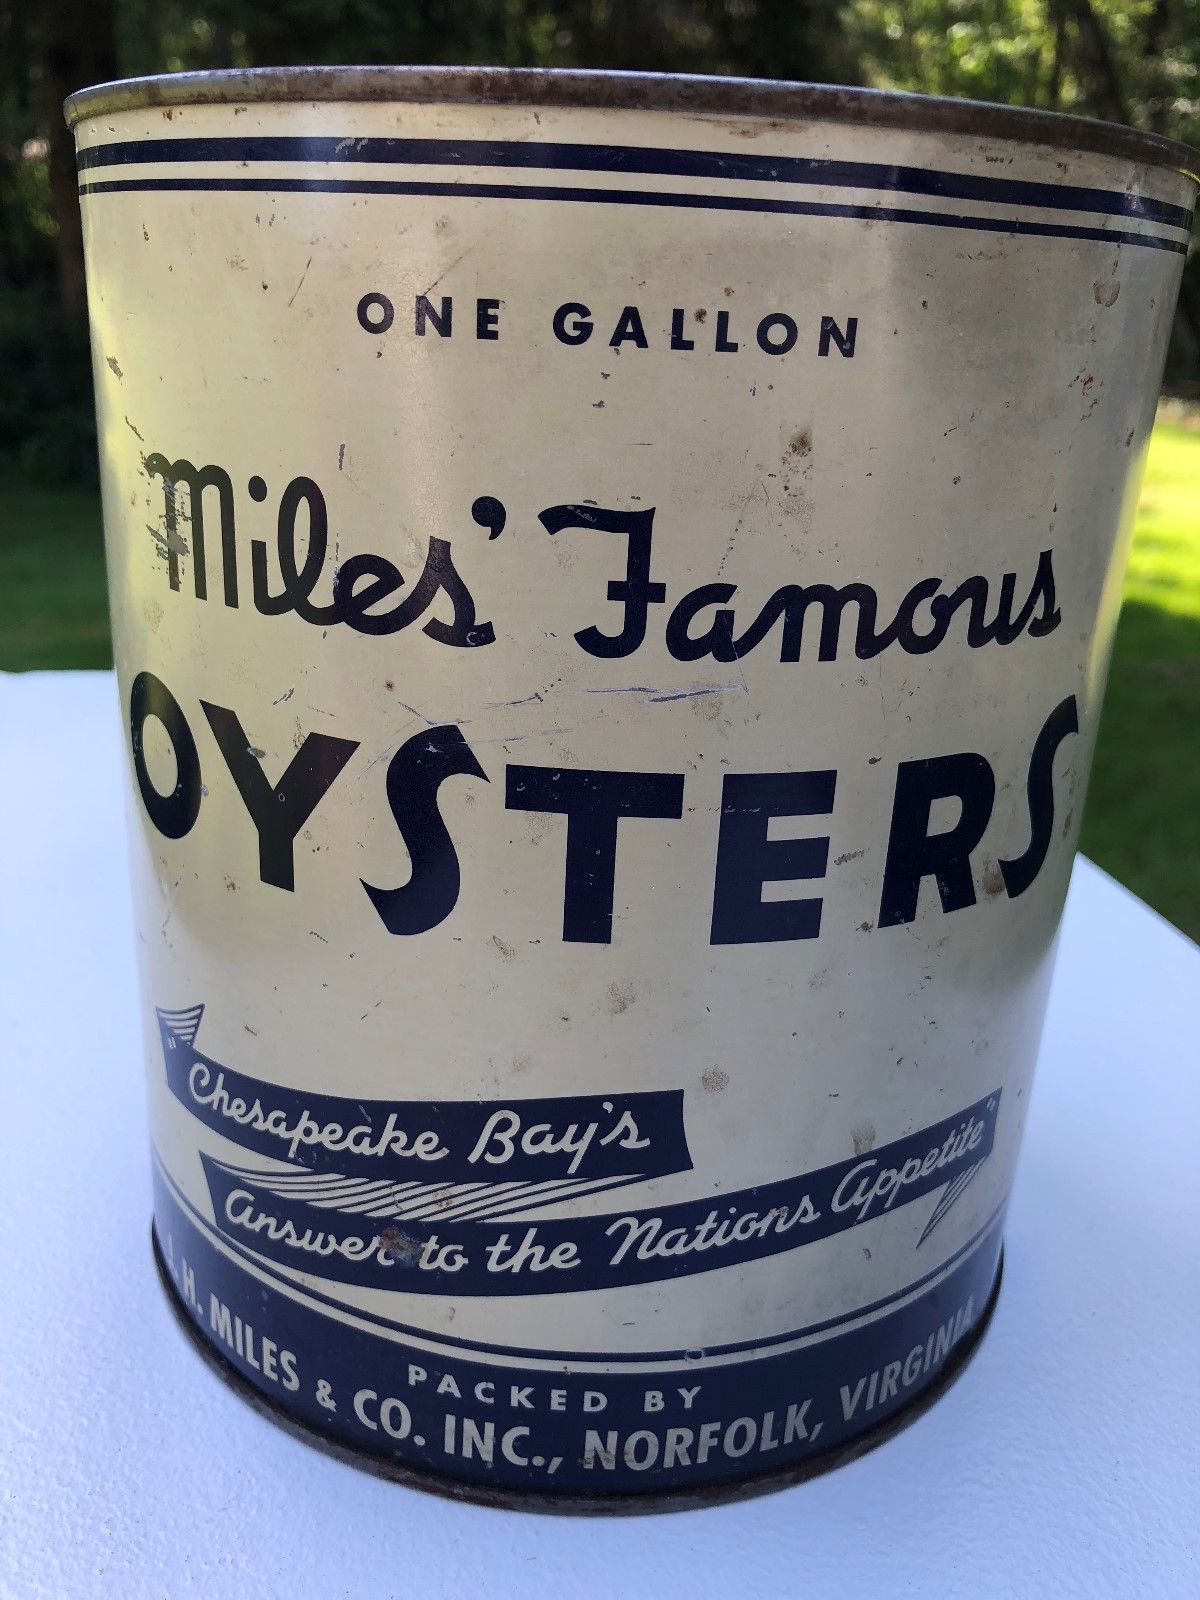 ONE GALLON
Miles' Famous
OYSTERS
"Chesapeake Bay's
Answer to the Nations Appetite"
PACKED BY
J. H. MILES & CO. INC., NORFOLK, VIRGINIA